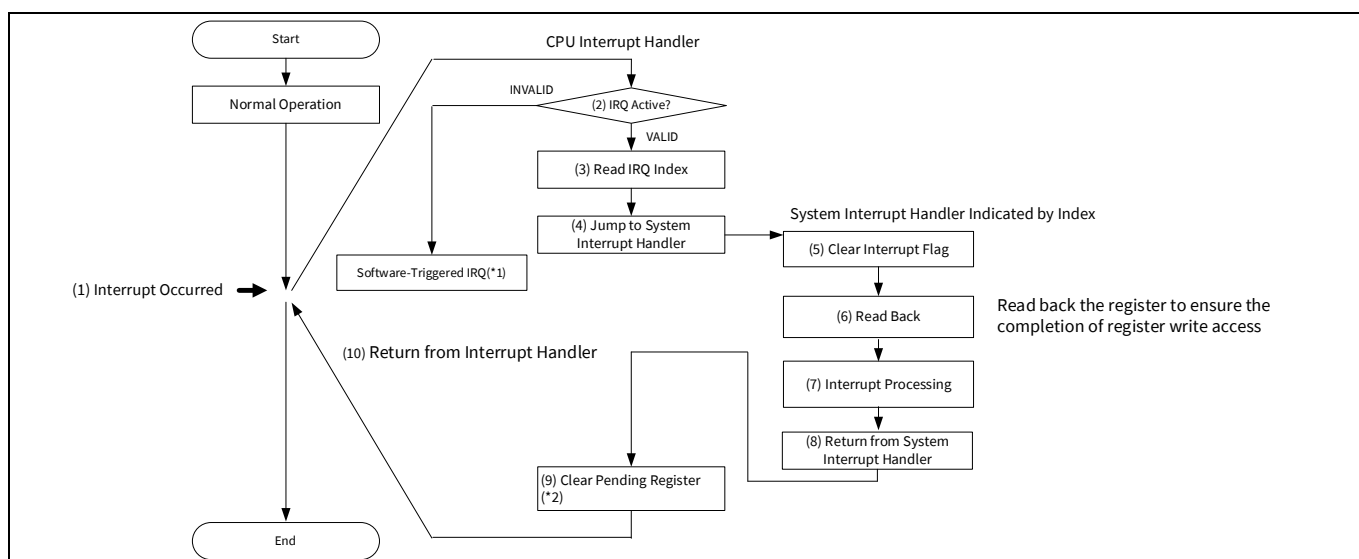 Start
Normal Operation
(1) Interrupt Occurred
End
CPU Interrupt Handler
INVALID
(2) IRQ Active?
VALID
(3) Read IRQ Index
(4) Jump to System
Interrupt Handler
Software-Triggered IRQ(*1)
System Interrupt Handler Indicated by Index
(5) Clear Interrupt Flag
(6) Read Back
Read back the register to ensure the
completion of register write access
(7) Interrupt Processing
(8) Return from System
Interrupt Handler
(9) Clear Pending Register
(*2)
(10) Return from Interrupt Handler